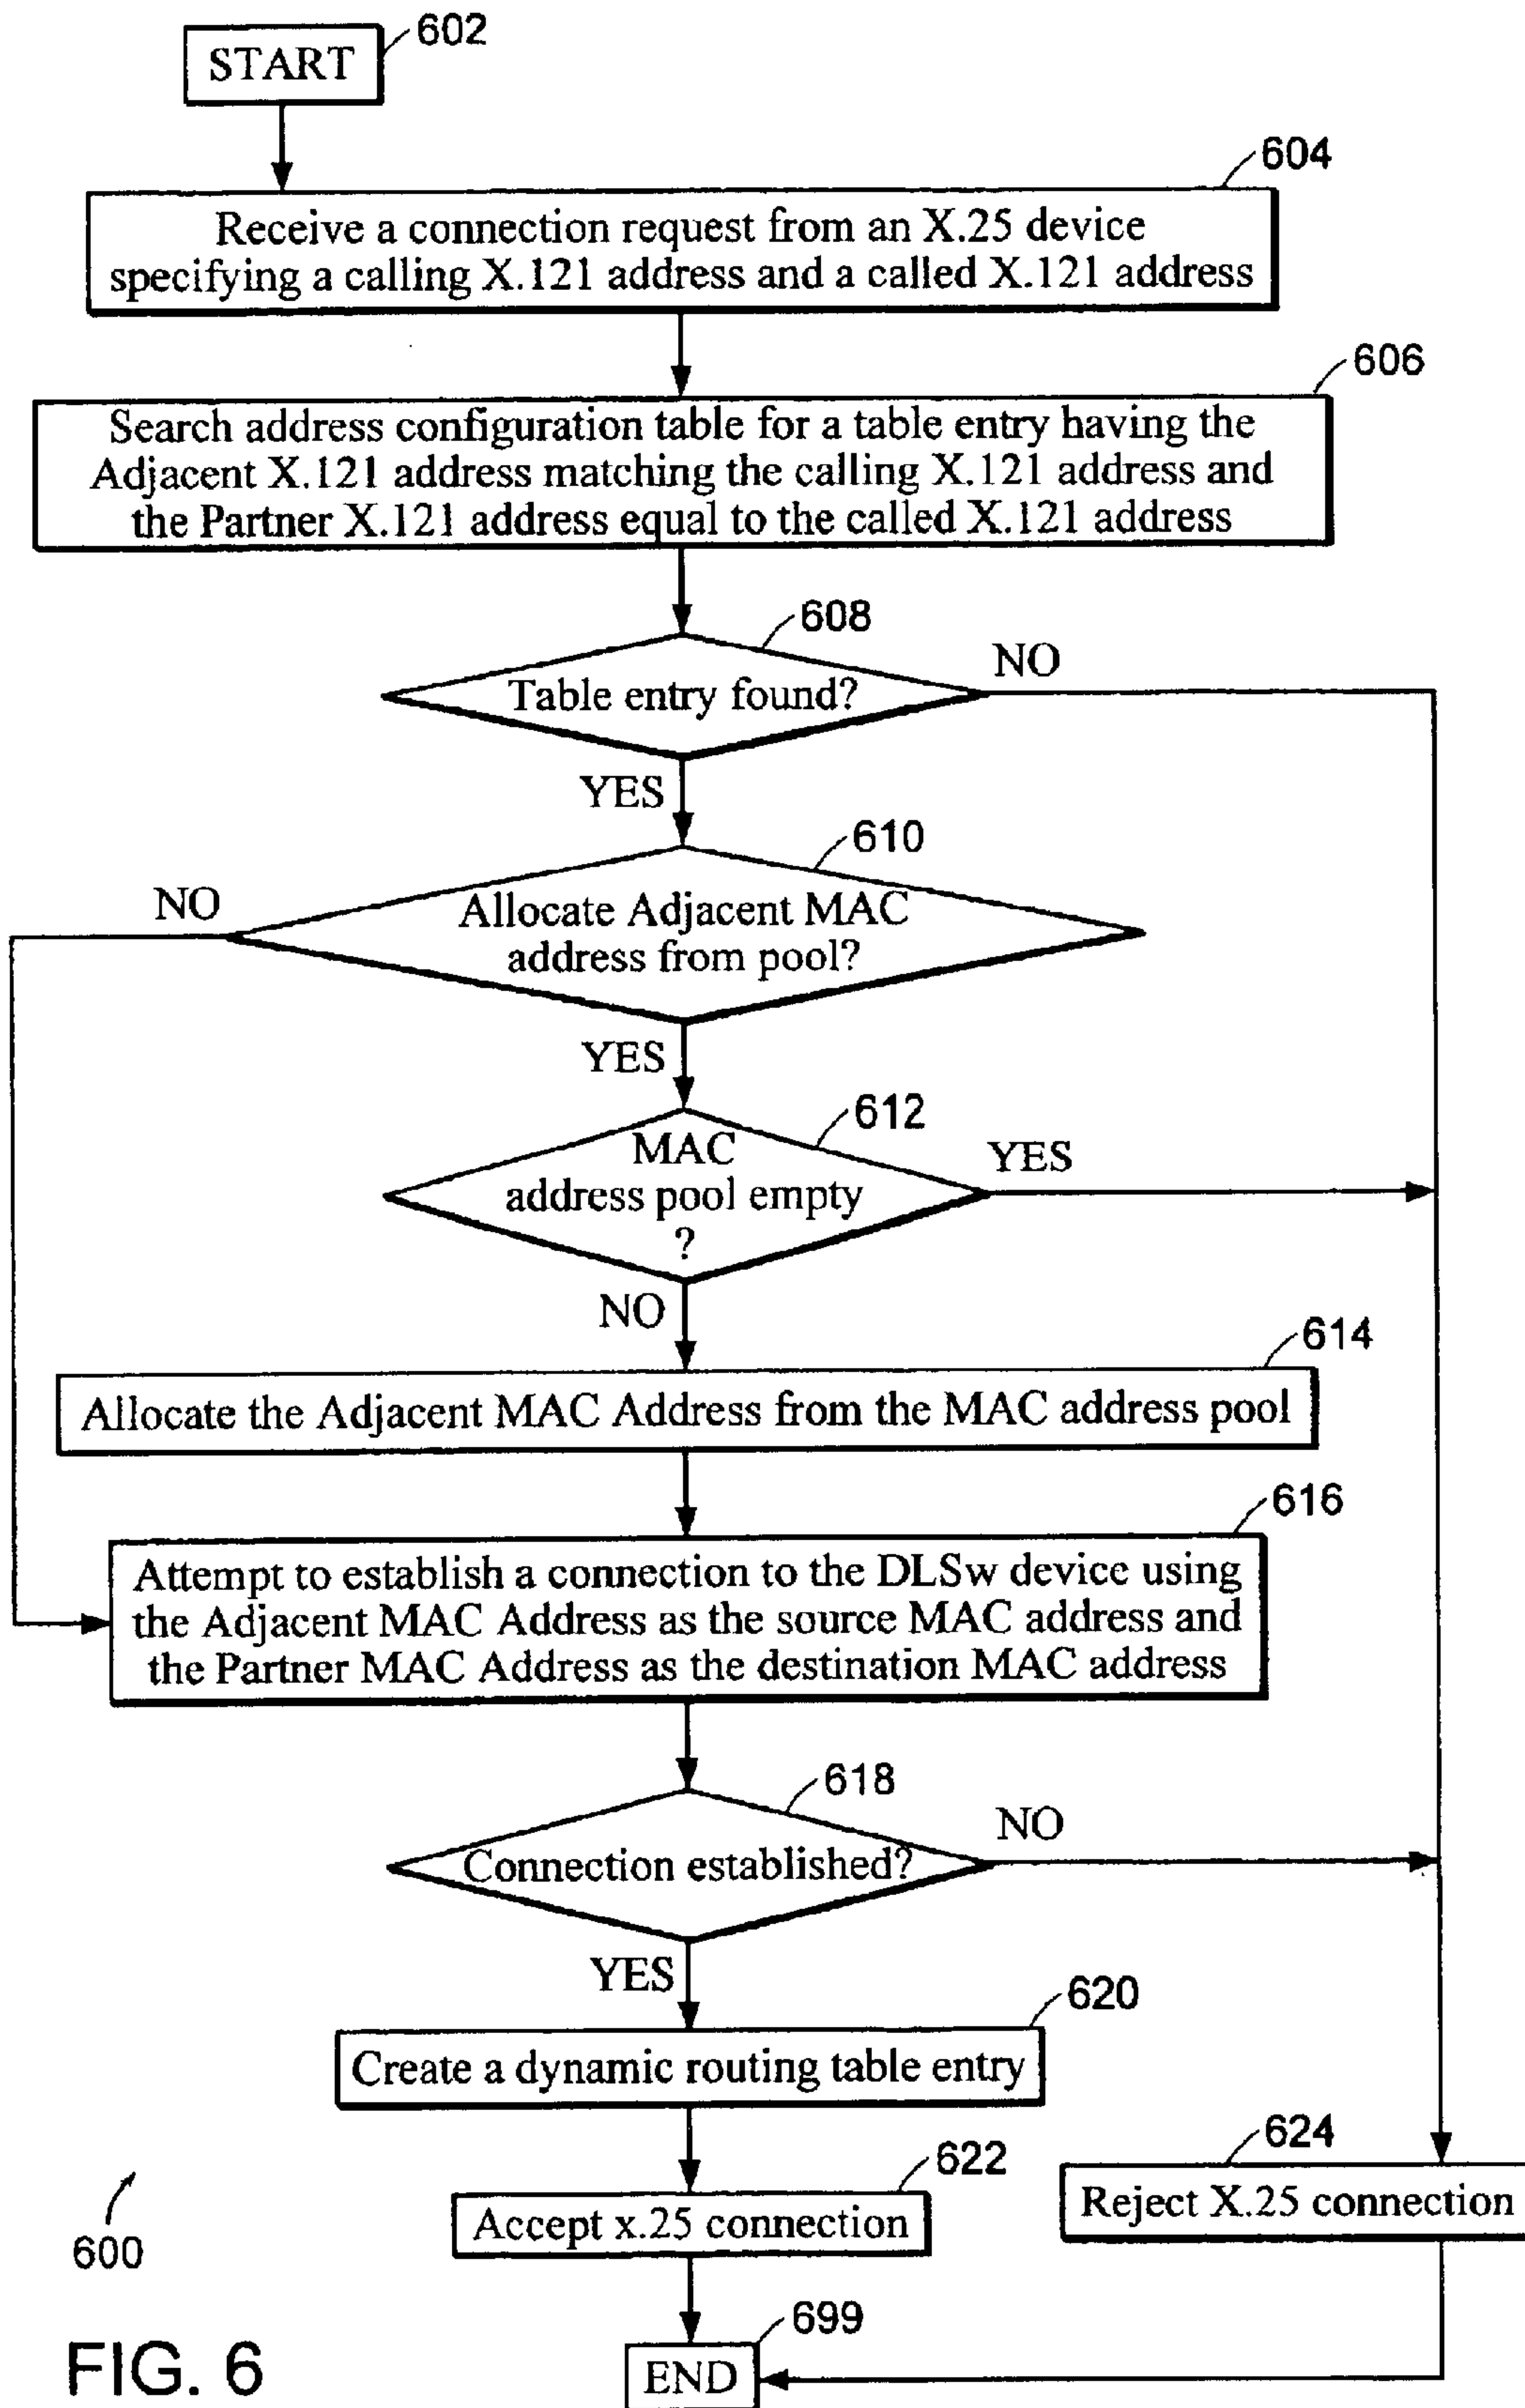 602
START
604
Receive a connection request from an X.25 device
specifying a calling X.121 address and a called X.121 address
606
Search address configuration table for a table entry having the
Adjacent X.121 address matching the calling X.121 address and
the Partner X.121 address equal to the called X.121 address
608
NO
Table entry found?
YES
610
NO
Allocate Adjacent MAC
address from pool?
YES
612
MAC
YES
address pool empty
?
NO
614
Allocate the Adjacent MAC Address from the MAC address pool
616
Attempt to establish a connection to the DLSw device using
the Adjacent MAC Address as the source MAC address and
the Partner MAC Address as the destination MAC address
618
NO
Connection established?
YES
620
Create a dynamic routing table entry
622
624
Accept x.25 connection
Reject X.25 connection
600
699
END
FIG. 6